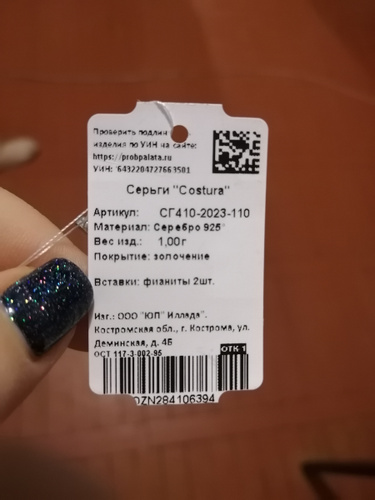 Проверить подлин
изделия по УИН на сайте:
https://probpalata.ru
УИН: 6432204727663501
Серьги "Costura"
Артикул: СГ410-2023-110
Материал: Серебро 925°
Вес изд.: 1,00г
Покрытие: золочение
Вставки: фианиты 2шт.
Изг.: ООО "ЮП" Иллада".
Костромская обл., г. Кострома, ул.
Деминская, д. 4Б
ОСТ 117-3-002-95
ОТК 1
OZN284106394